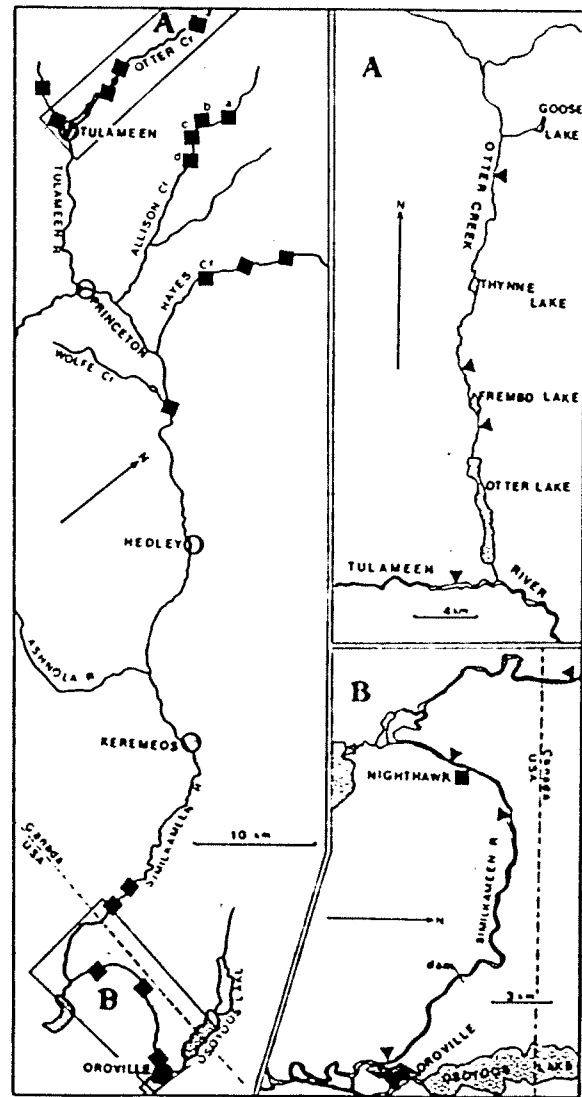 A
OTTER Cr
TULAMEEN
b
a
c
d
TULAMEEN R
ALLISON Cr
HAYES Cr
PRINCETON
WOLFE Cr
N
HEDLEY
ASHNOLA R
KEREMEOS
SIMILKAMEEN R
10 km
Canada
USA
B
OSOYOOS LAKE
OROVILLE
A
GOOSE
LAKE
OTTER CREEK
N
THYNNE
LAKE
FREMBD LAKE
OTTER LAKE
TULAMEEN RIVER
4 km
B
Canada
USA
NIGHTHAWK
SIMILKAMEEN R
N
dam
2 km
OROVILLE
OSOYOOS LAKE